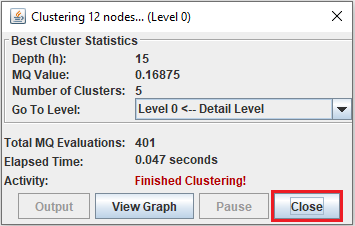 Clustering 12 nodes... (Level 0)
Best Cluster Statistics
Depth (h): 15
MQ Value: 0.16875
Number of Clusters: 5
Go To Level: Level 0 <-- Detail Level
Total MQ Evaluations: 401
Elapsed Time: 0.047 seconds
Activity: Finished Clustering!
Output View Graph Pause Close